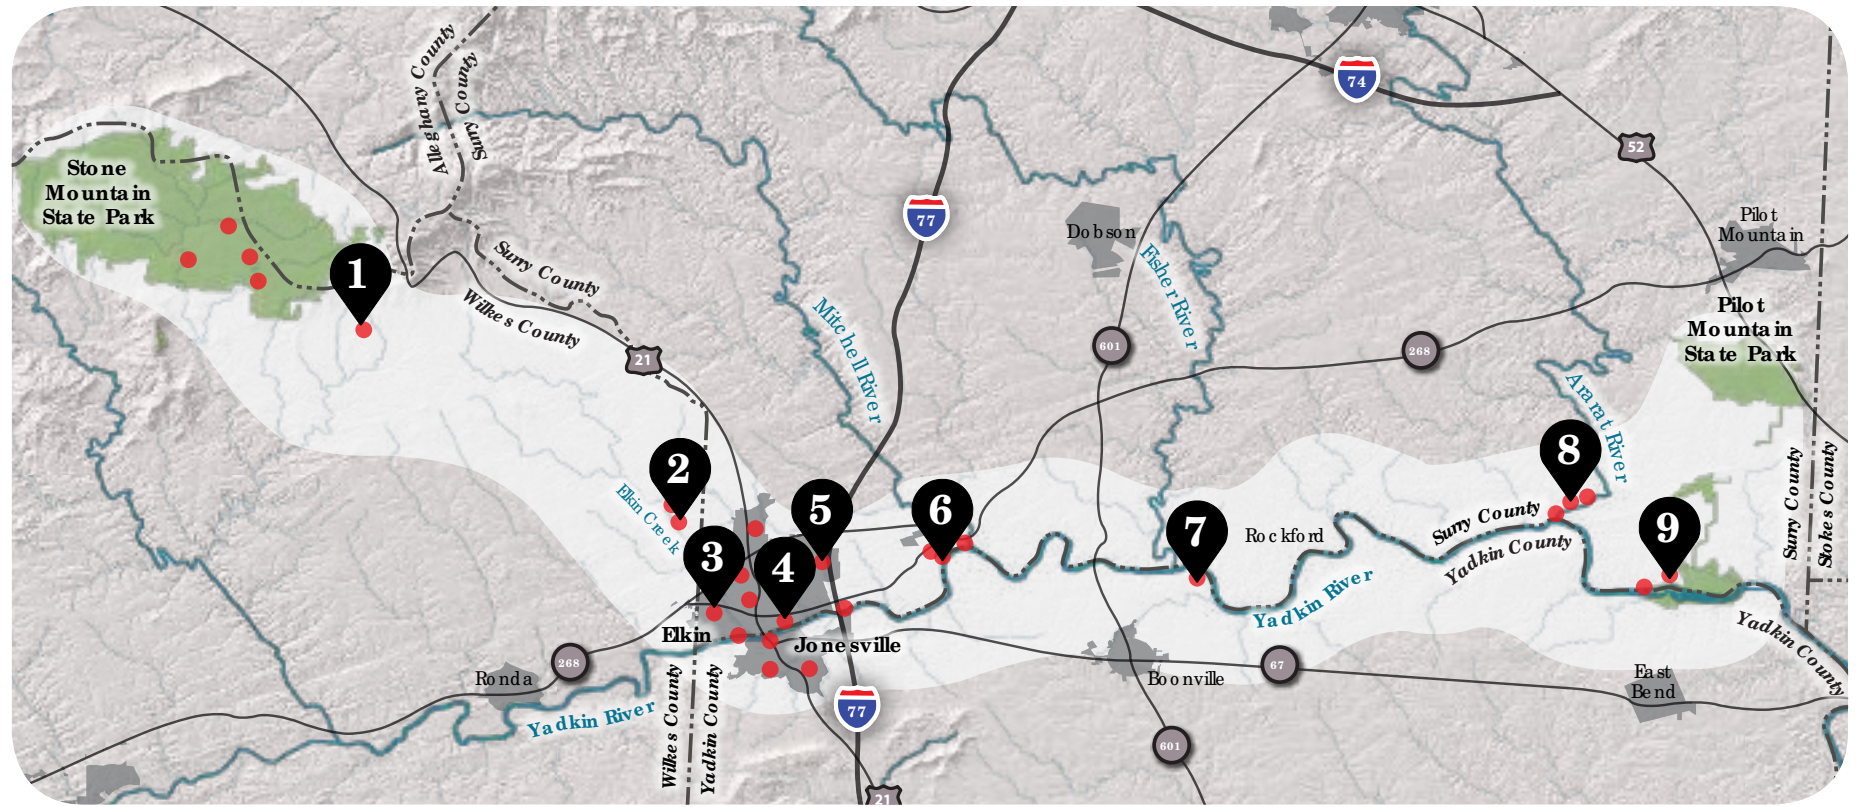 Alleghany County
Surry County
74
52
Stone
Mountain
State Park
77
Dobson
Pilot
Mountain
1
Surry County
Fisher River
Wilkes County
Mitchell River
21
601
268
Pilot
Mountain
State Park
Ararat River
2
Elkin Creek
5
6
7
8
9
Rockford
Surry County
Yadkin County
Surry County
Stokes County
3
4
Yadkin River
Elkin
Jonesville
Yadkin County
268
Ronda
67
Boonville
East
Bend
Wilkes County
Yadkin County
Yadkin River
77
601
21